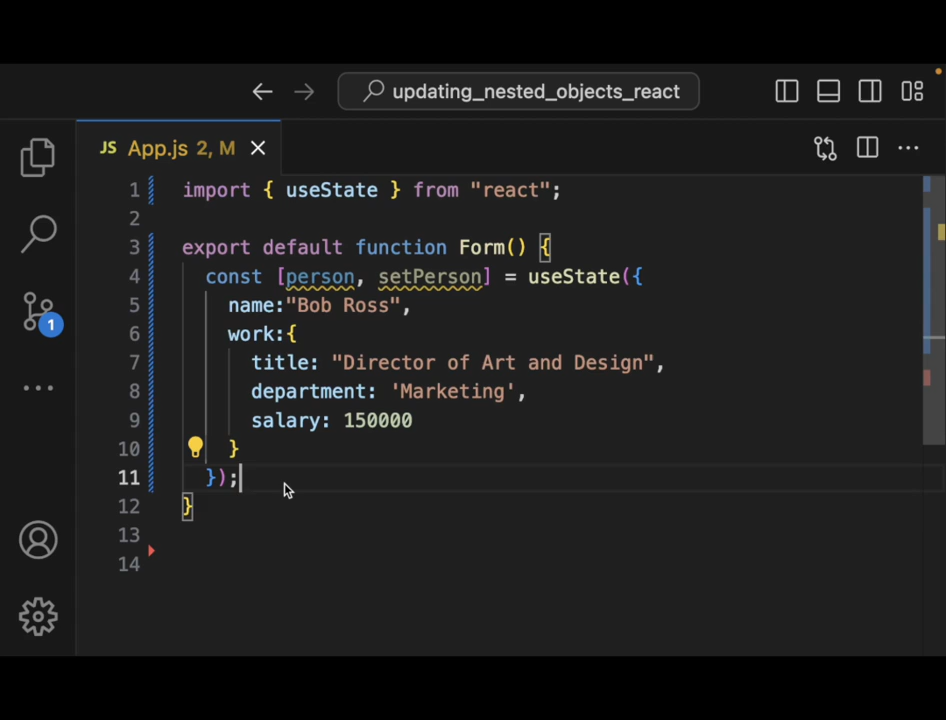 updating_nested_objects_react
JS App.js 2, M
1 import { useState } from "react";
2
3 export default function Form() {
4 const [person, setPerson] = useState({
5 name:"Bob Ross",
6 work:{
7 title: "Director of Art and Design",
8 department: 'Marketing',
9 salary: 150000
10 }
11 });
12 }
13
14
1